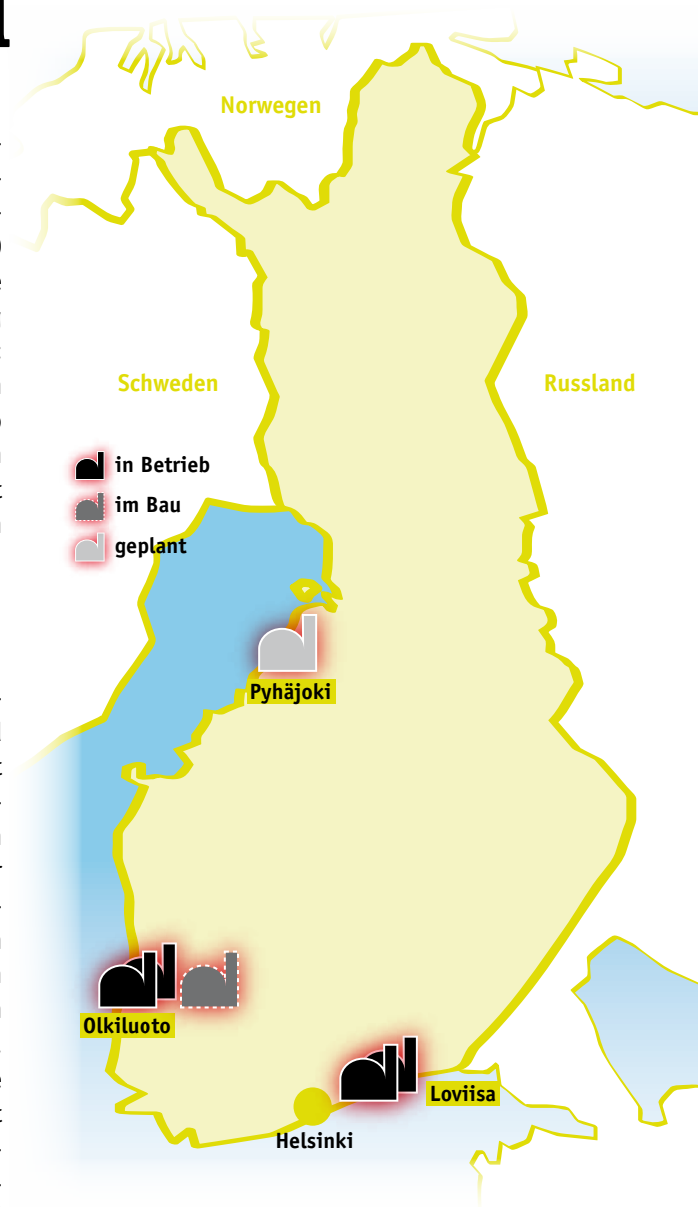 Norwegen
Schweden
Russland
in Betrieb
im Bau
geplant
Pyhäjoki
Olkiluoto
Loviisa
Helsinki